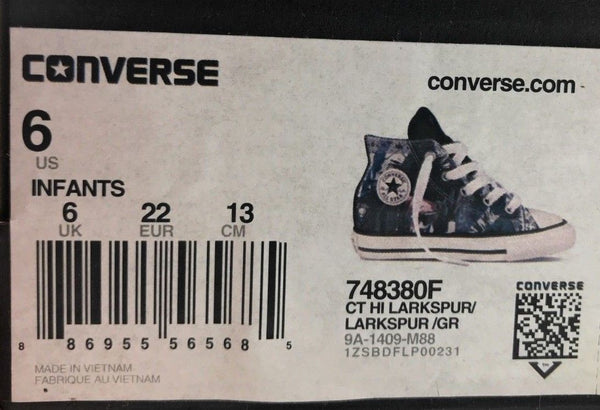 CONVERSE
converse.com
6
US
INFANTS
6 22 13
UK EUR CM
8 86955 56568 5
MADE IN VIETNAM
FABRIQUE AU VIETNAM
748380F
CT HI LARKSPUR/
LARKSPUR /GR
9A-1409-M88
1ZSBDFLP00231
CONVERSE